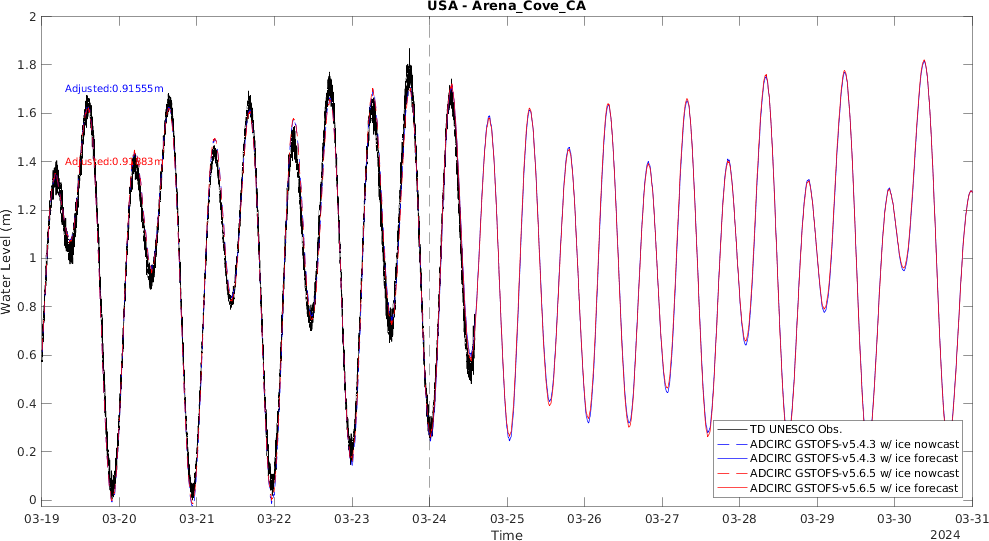 USA - Arena_Cove_CA
2
1.8
1.6
1.4
1.2
1
0.8
0.6
0.4
0.2
0
Water Level (m)
Adjusted:0.91555m
TD UNESCO Obs.
ADCIRC GSTOFS-v5.4.3 w/ ice nowcast
ADCIRC GSTOFS-v5.4.3 w/ ice forecast
ADCIRC GSTOFS-v5.6.5 w/ ice nowcast
ADCIRC GSTOFS-v5.6.5 w/ ice forecast
03-19 03-20 03-21 03-22 03-23 03-24 03-25 03-26 03-27 03-28 03-29 03-30 03-31
Time
2024